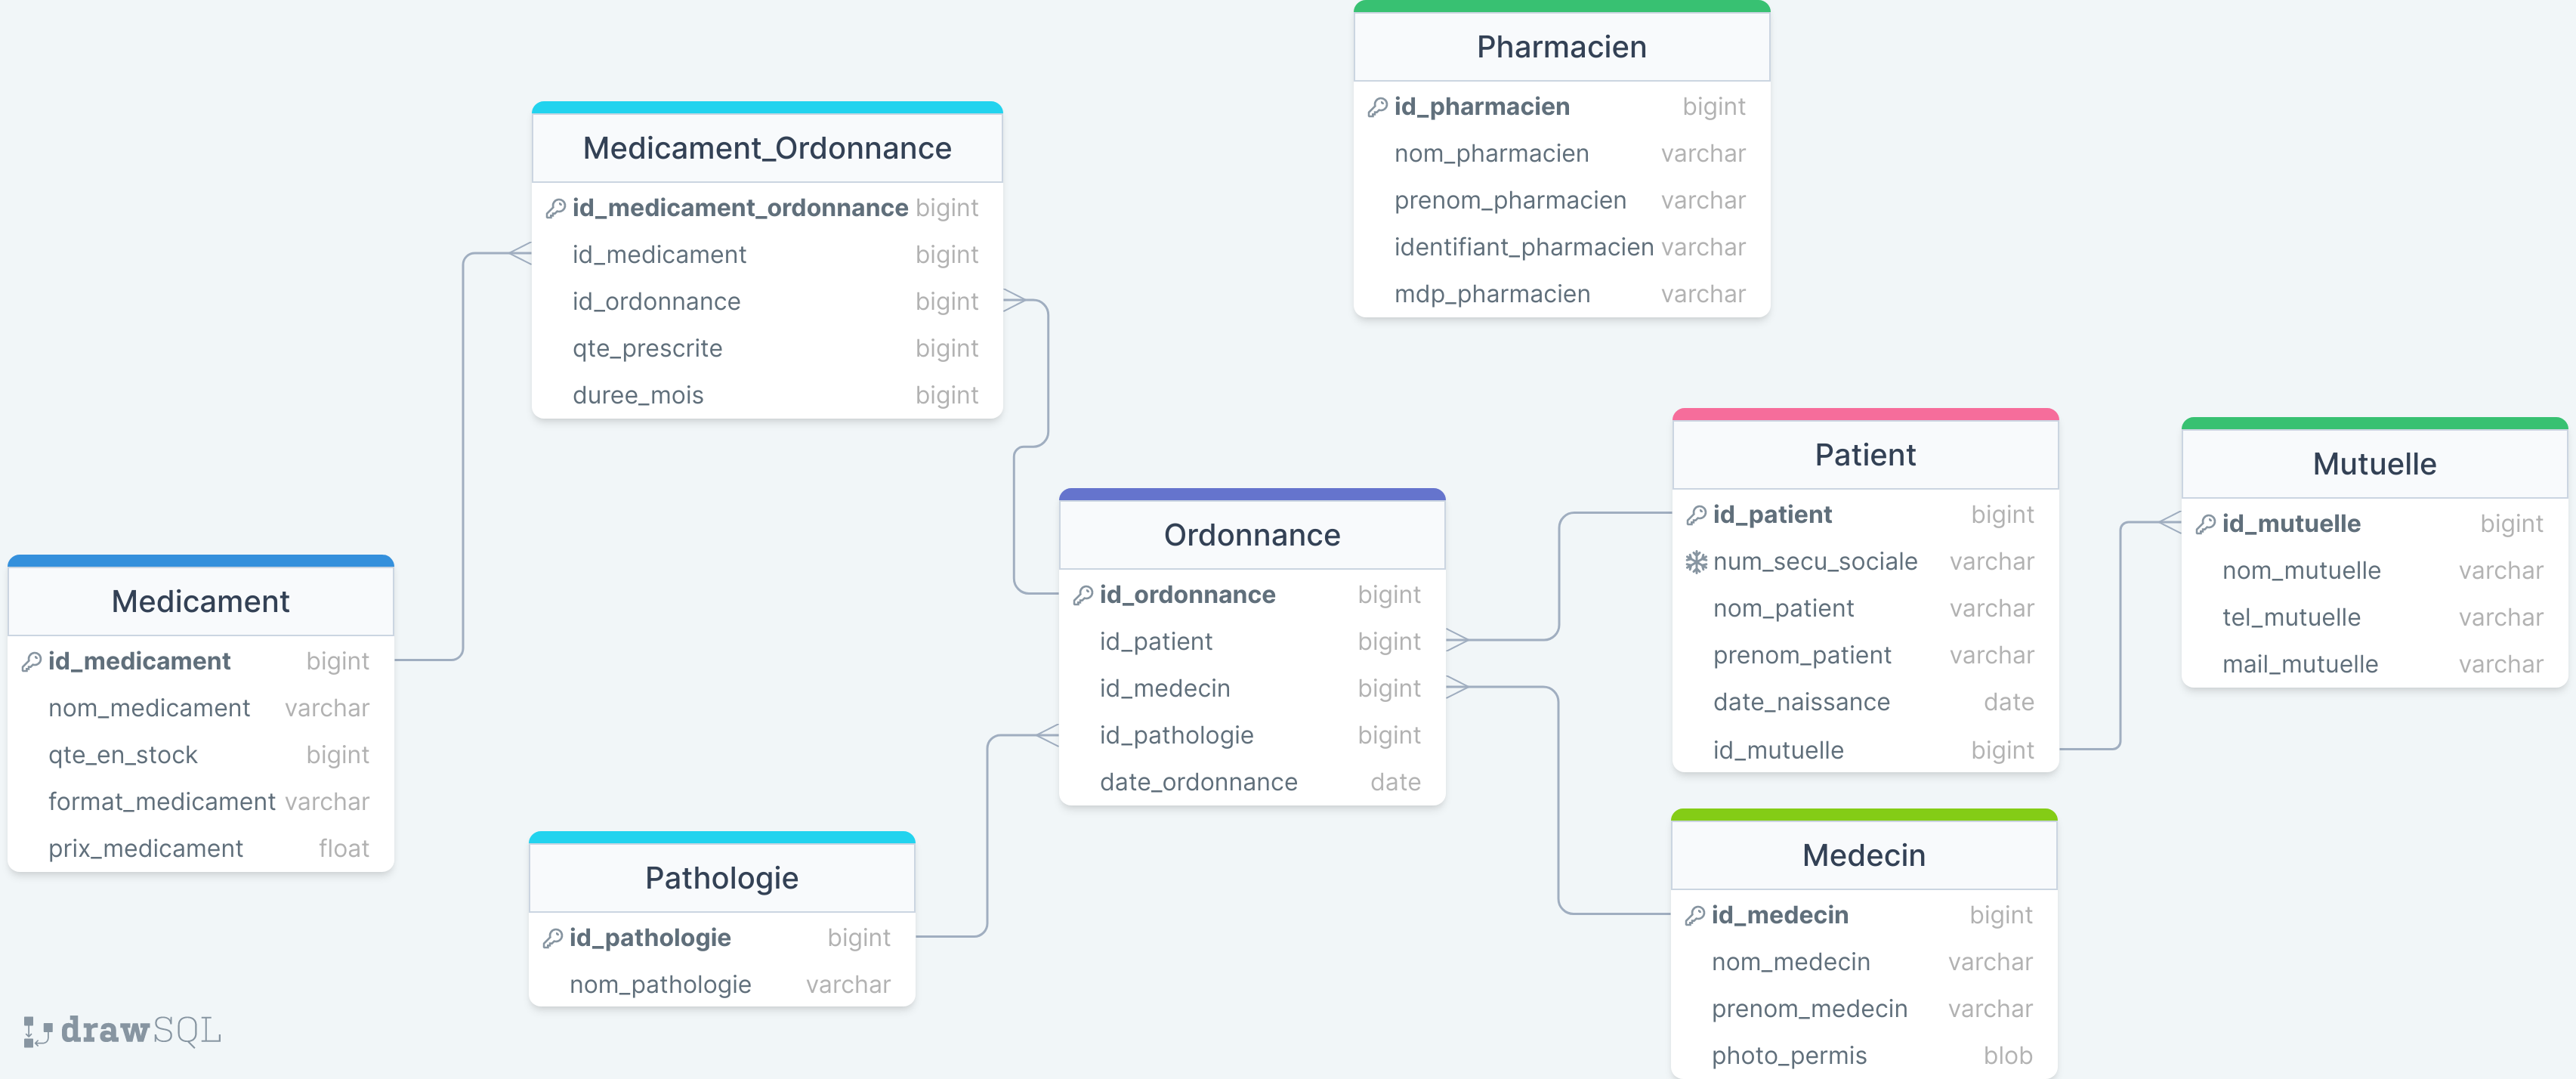 Pharmacien
id_pharmacien bigint
nom_pharmacien varchar
prenom_pharmacien varchar
identifiant_pharmacien varchar
mdp_pharmacien varchar
Medicament_Ordonnance
id_medicament_ordonnance bigint
id_medicament bigint
id_ordonnance bigint
qte_prescrite bigint
duree_mois bigint
Patient
id_patient bigint
num_secu_sociale varchar
nom_patient varchar
prenom_patient varchar
date_naissance date
id_mutuelle bigint
Mutuelle
id_mutuelle bigint
nom_mutuelle varchar
tel_mutuelle varchar
mail_mutuelle varchar
Ordonnance
id_ordonnance bigint
id_patient bigint
id_medecin bigint
id_pathologie bigint
date_ordonnance date
Medicament
id_medicament bigint
nom_medicament varchar
qte_en_stock bigint
format_medicament varchar
prix_medicament float
Pathologie
id_pathologie bigint
nom_pathologie varchar
Medecin
id_medecin bigint
nom_medecin varchar
prenom_medecin varchar
photo_permis blob
drawSQL